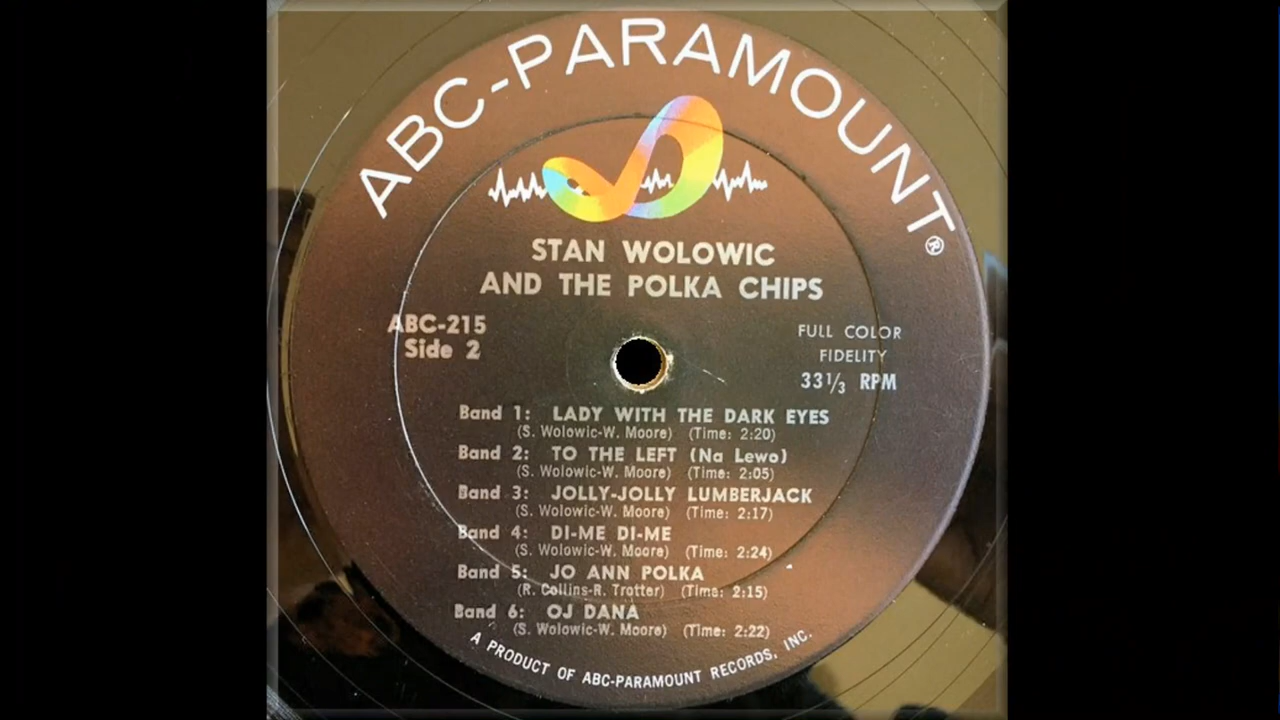 ABC-PARAMOUNT®
STAN WOLOWIC
AND THE POLKA CHIPS
ABC-215
Side 2
FULL COLOR
FIDELITY
33⅓ RPM
Band 1: LADY WITH THE DARK EYES
(S. Wolowic-W. Moore) (Time: 2:20)
Band 2: TO THE LEFT (Na Lewo)
(S. Wolowic-W. Moore) (Time: 2:05)
Band 3: JOLLY-JOLLY LUMBERJACK
(S. Wolowic-W. Moore) (Time: 2:17)
Band 4: DI-ME DI-ME
(S. Wolowic-W. Moore) (Time: 2:24)
Band 5: JO ANN POLKA
(R. Collins-R. Trotter) (Time: 2:15)
Band 6: OJ DANA
(S. Wolowic-W. Moore) (Time: 2:22)
A PRODUCT OF ABC-PARAMOUNT RECORDS, INC.